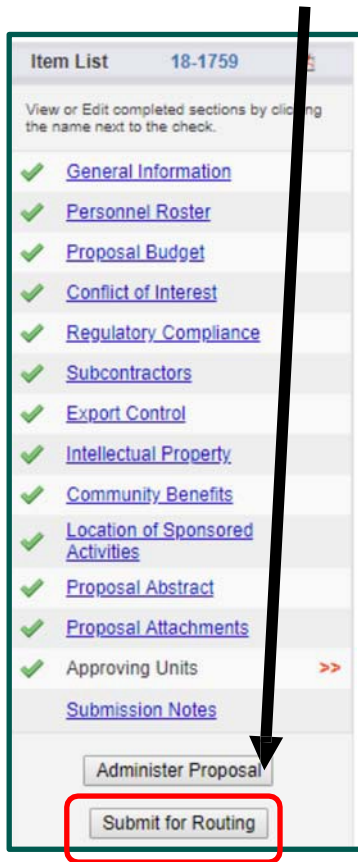 Item List 18-1759
View or Edit completed sections by clicking
the name next to the check.
General Information
Personnel Roster
Proposal Budget
Conflict of Interest
Regulatory Compliance
Subcontractors
Export Control
Intellectual Property
Community Benefits
Location of Sponsored
Activities
Proposal Abstract
Proposal Attachments
Approving Units >>
Submission Notes
Administer Proposal
Submit for Routing